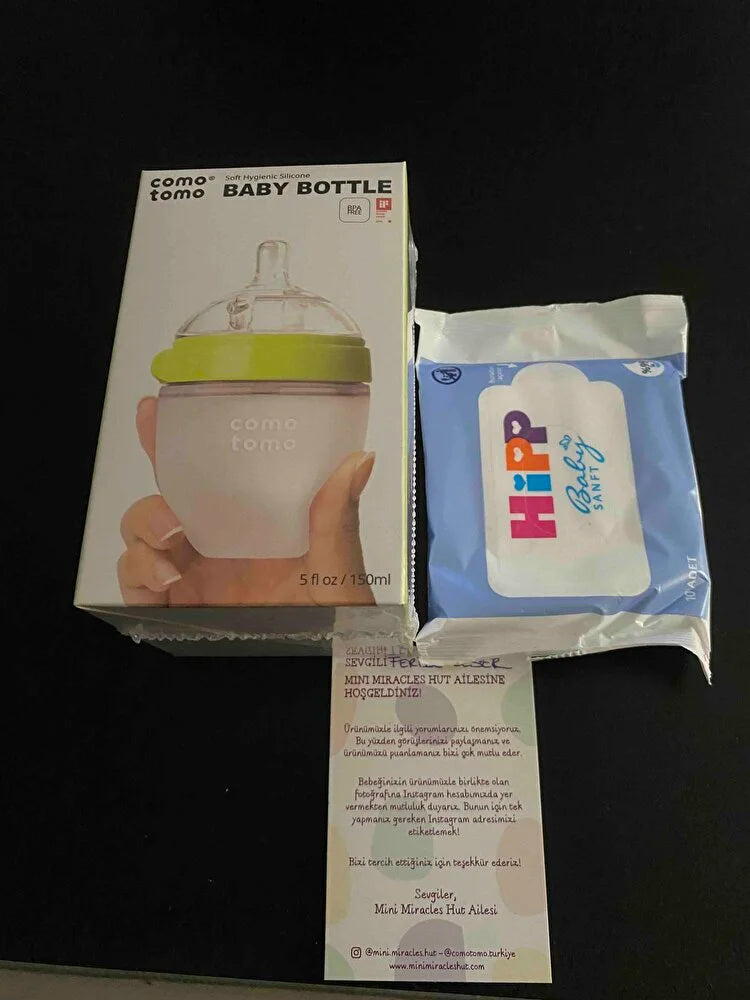 como®
tomo
Soft Hygienic Silicone
BABY BOTTLE
BPA
FREE
iF
como
tomo
5 fl oz / 150ml
HiPP
Baby
SANFT
10 ADET
SEVGİLİ
MINI MIRACLES HUT AİLESİNE
HOŞGELDİNİZ!
Ürünümüzle ilgili yorumlarınızı önemsiyoruz.
Bu yüzden görüşlerinizi paylaşmanız ve
ürünümüzü puanlamanız bizi çok mutlu eder.
Bebeğinizin ürünümüzle birlikte olan
fotoğrafına Instagram hesabımızda yer
vermekten mutluluk duyarız. Bunun için tek
yapmanız gereken Instagram adresimizi
etiketlemek!
Bizi tercih ettiğiniz için teşekkür ederiz!
Sevgiler,
Mini Miracles Hut Ailesi
@mini.miracles.hut - @comotomo.turkiye
www.minimiracleshut.com